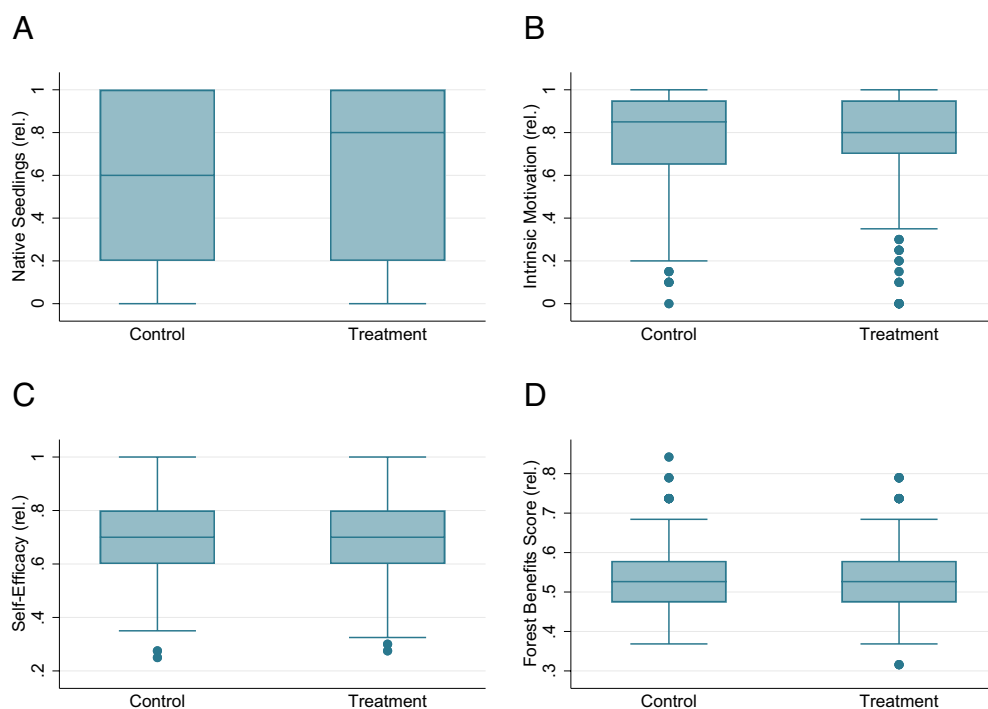 A
Native Seedlings (rel.)
1
.8
.6
.4
.2
0
Control Treatment
B
Intrinsic Motivation (rel.)
1
.8
.6
.4
.2
0
Control Treatment
C
Self-Efficacy (rel.)
1
.8
.6
.4
.2
Control Treatment
D
Forest Benefits Score (rel.)
.8
.7
.6
.5
.4
.3
Control Treatment